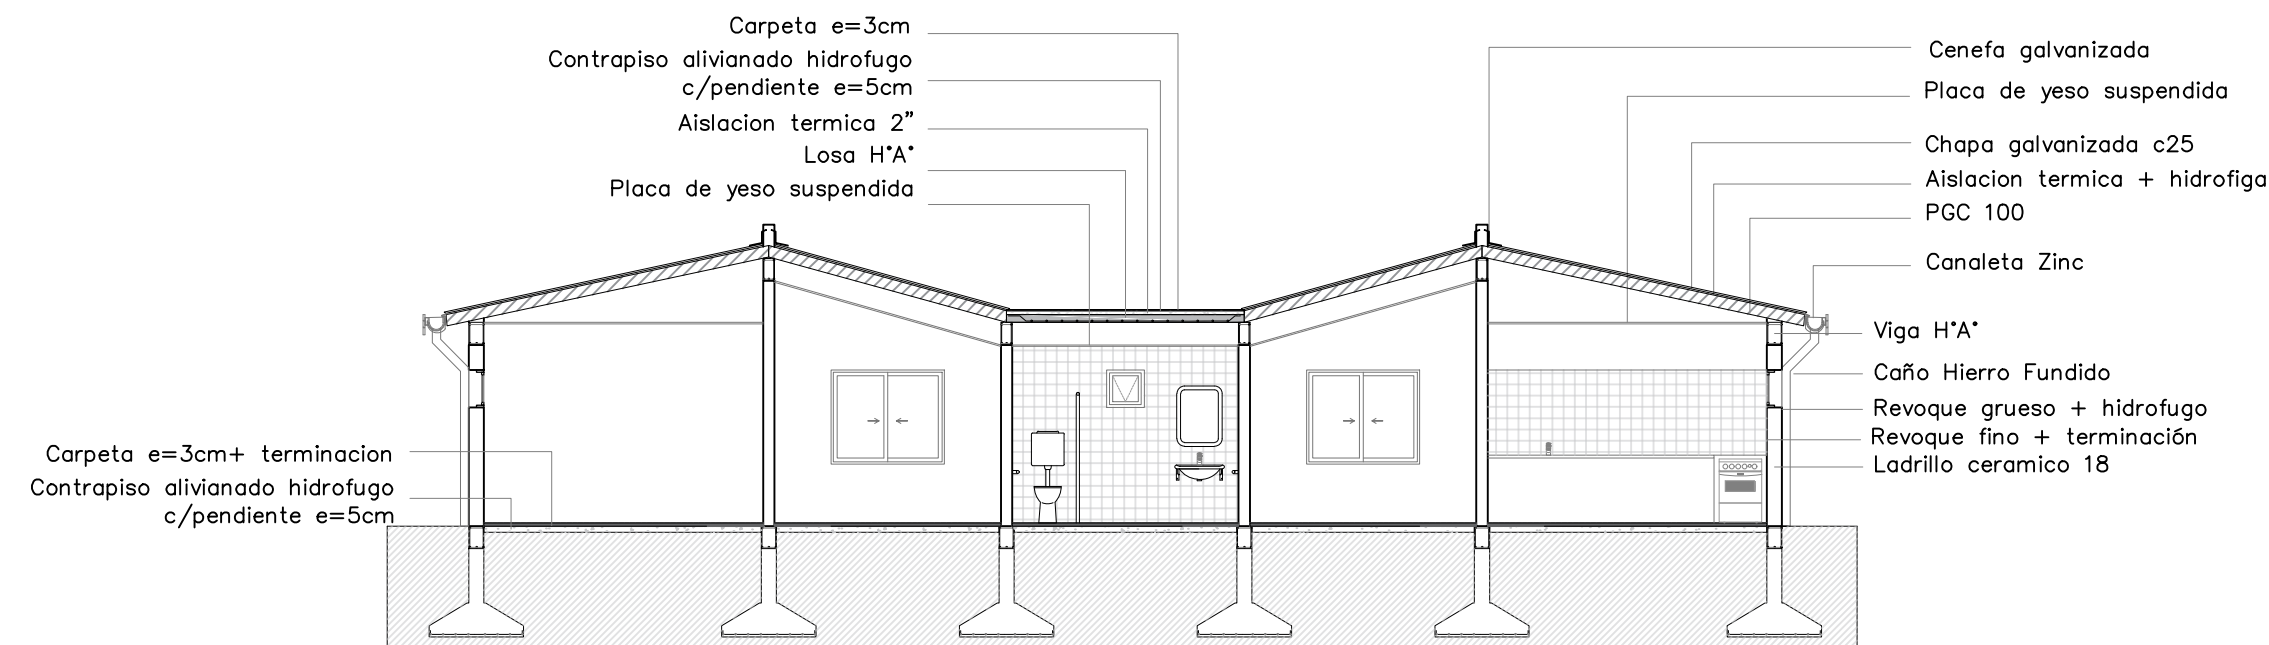 Carpeta e=3cm
Contrapiso alivianado hidrofugo
c/pendiente e=5cm
Aislacion termica 2”
Losa H°A°
Placa de yeso suspendida
Cenefa galvanizada
Placa de yeso suspendida
Chapa galvanizada c25
Aislacion termica + hidrofiga
PGC 100
Canaleta Zinc
Viga H°A°
Caño Hierro Fundido
Revoque grueso + hidrofugo
Revoque fino + terminación
Ladrillo ceramico 18
Carpeta e=3cm+ terminacion
Contrapiso alivianado hidrofugo
c/pendiente e=5cm